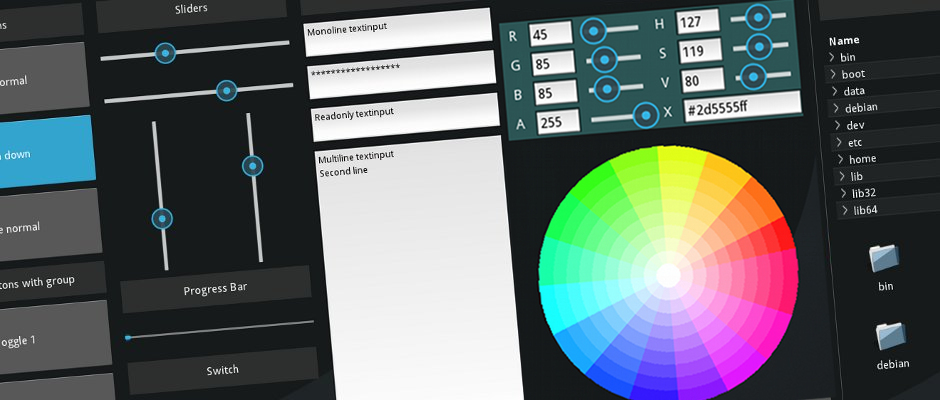 ns
ormal
n down
e normal
tons with group
oggle 1
Sliders
Progress Bar
Switch
Monoline textinput
******************
Readonly textinput
Multiline textinput
Second line
R 45 H 127
G 85 S 119
B 85 V 80
A 255 X #2d5555ff
Name
bin
boot
data
debian
dev
etc
home
lib
lib32
lib64
bin
debian